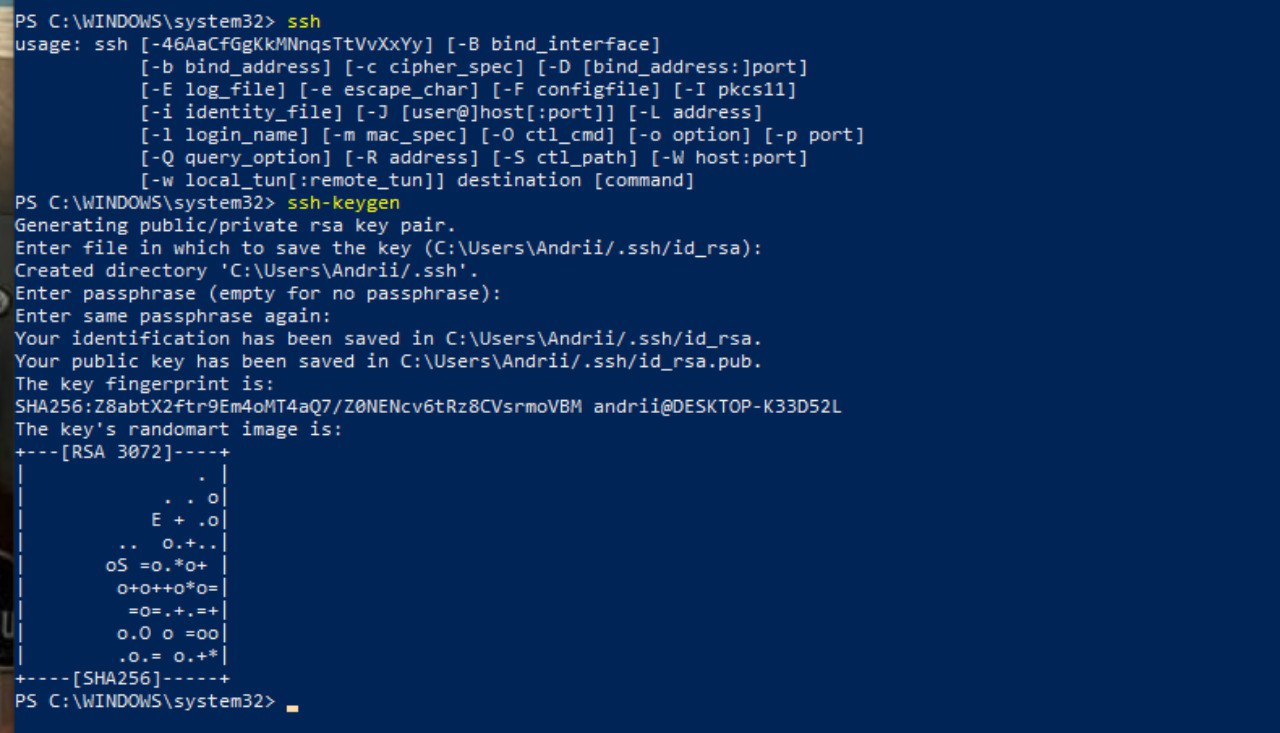 PS C:\WINDOWS\system32> ssh
usage: ssh [-46AaCfGgKkMNnqsTtVvXxYy] [-B bind_interface]
           [-b bind_address] [-c cipher_spec] [-D [bind_address:]port]
           [-E log_file] [-e escape_char] [-F configfile] [-I pkcs11]
           [-i identity_file] [-J [user@]host[:port]] [-L address]
           [-l login_name] [-m mac_spec] [-O ctl_cmd] [-o option] [-p port]
           [-Q query_option] [-R address] [-S ctl_path] [-W host:port]
           [-w local_tun[:remote_tun]] destination [command]
PS C:\WINDOWS\system32> ssh-keygen
Generating public/private rsa key pair.
Enter file in which to save the key (C:\Users\Andrii/.ssh/id_rsa):
Created directory 'C:\Users\Andrii/.ssh'.
Enter passphrase (empty for no passphrase):
Enter same passphrase again:
Your identification has been saved in C:\Users\Andrii/.ssh/id_rsa.
Your public key has been saved in C:\Users\Andrii/.ssh/id_rsa.pub.
The key fingerprint is:
SHA256:Z8abtX2ftr9Em4oMT4aQ7/Z0NENcv6tRz8CVsrmoVBM andrii@DESKTOP-K33D52L
The key's randomart image is:
+---[RSA 3072]----+
|               . |
|            . . o|
|           E + .o|
|        ..  o.+..|
|       oS =o.*o+ |
|        o+o++o*o=|
|         =o=.+.=+|
|        o.O o =oo|
|        .o.= o.+*|
+----[SHA256]-----+
PS C:\WINDOWS\system32>